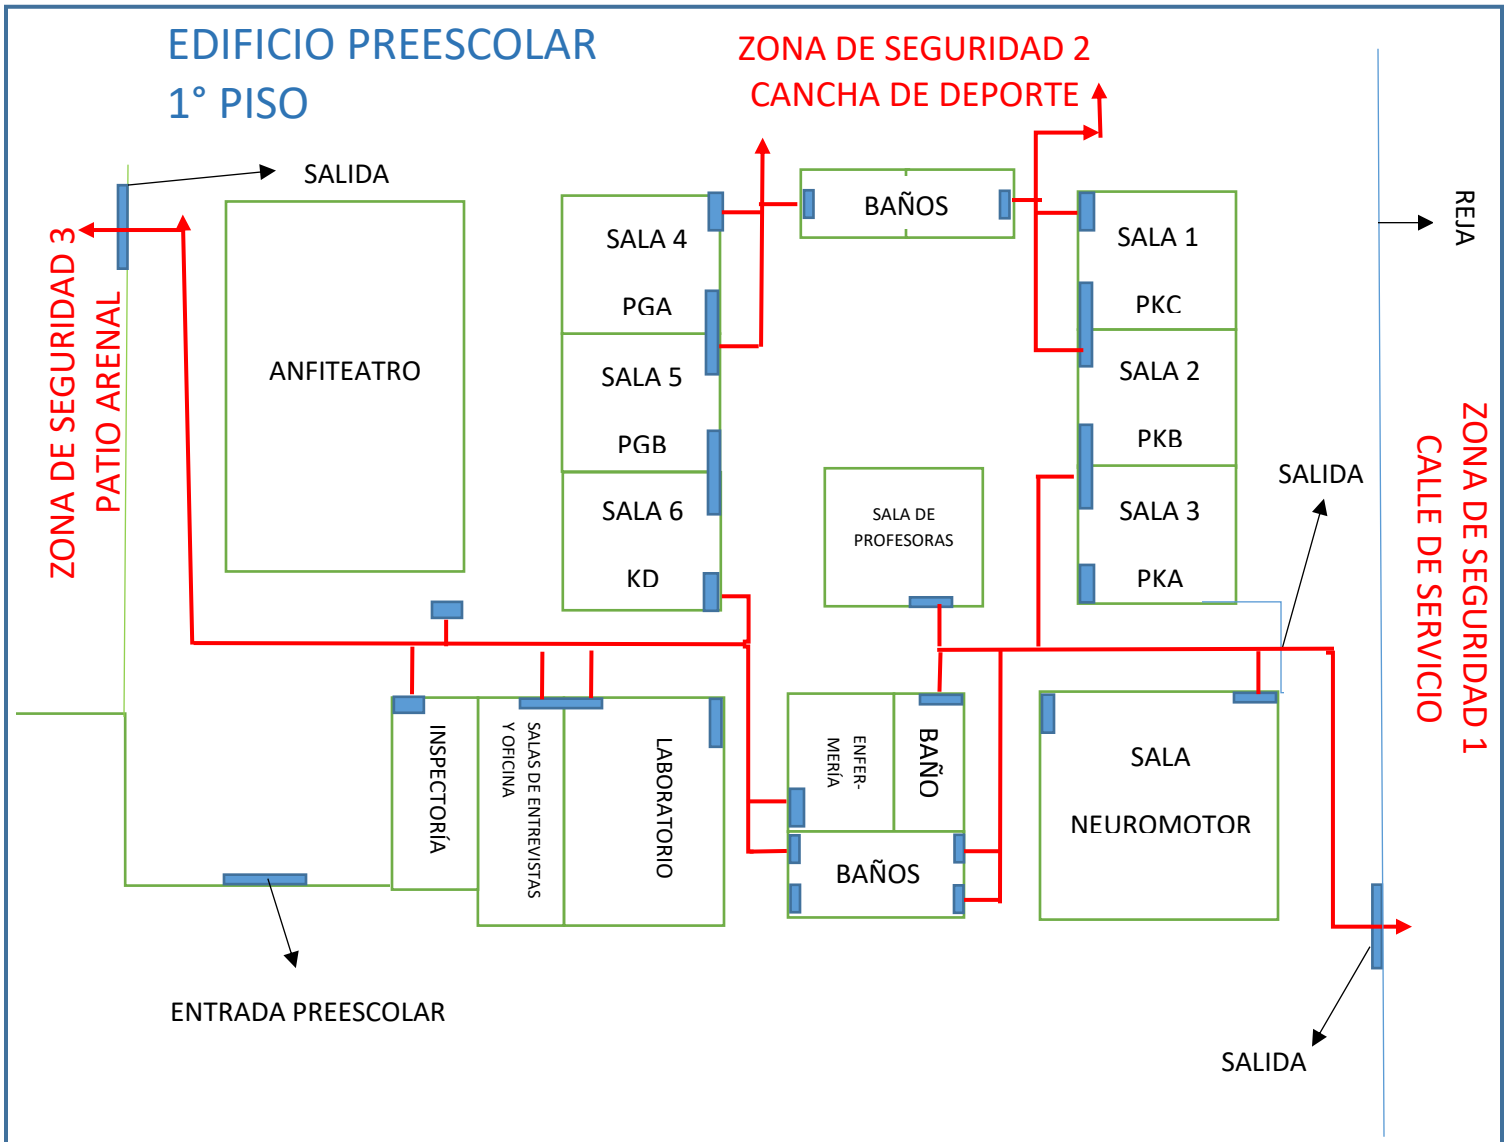 EDIFICIO PREESCOLAR
1° PISO
ZONA DE SEGURIDAD 2
CANCHA DE DEPORTE
SALIDA
ZONA DE SEGURIDAD 3
PATIO ARENAL
ANFITEATRO
SALA 4
PGA
SALA 5
PGB
SALA 6
KD
BAÑOS
SALA 1
PKC
SALA 2
PKB
SALA 3
PKA
REJA
SALA DE
PROFESORAS
SALIDA
ZONA DE SEGURIDAD 1
CALLE DE SERVICIO
INSPECTORÍA
SALAS DE ENTREVISTAS
Y OFICINA
LABORATORIO
ENFER-
MERÍA
BAÑO
BAÑOS
SALA
NEUROMOTOR
ENTRADA PREESCOLAR
SALIDA